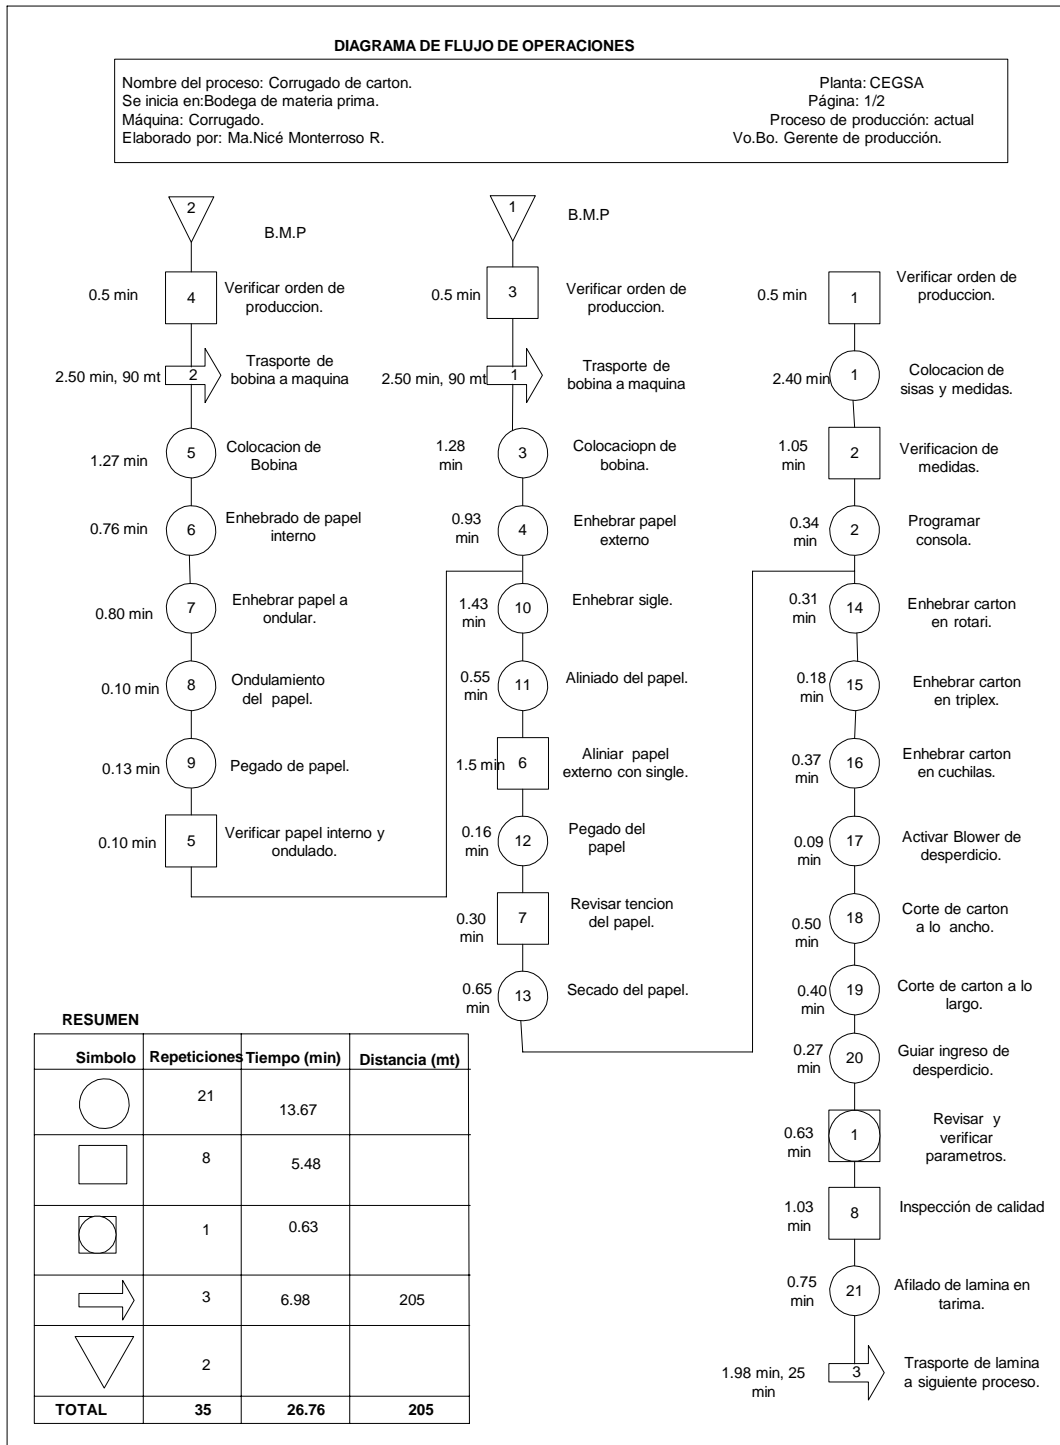 DIAGRAMA DE FLUJO DE OPERACIONES
Nombre del proceso: Corrugado de carton.
Se inicia en:Bodega de materia prima.
Máquina: Corrugado.
Elaborado por: Ma.Nicé Monterroso R.
Planta: CEGSA
Página: 1/2
Proceso de producción: actual
Vo.Bo. Gerente de producción.
2
B.M.P
0.5 min
4
Verificar orden de
produccion.
2.50 min, 90 mt
2
Trasporte de
bobina a maquina
1.27 min
5
Colocacion de
Bobina
0.76 min
6
Enhebrado de papel
interno
0.80 min
7
Enhebrar papel a
ondular.
0.10 min
8
Ondulamiento
del papel.
0.13 min
9
Pegado de papel.
0.10 min
5
Verificar papel interno y
ondulado.
1
B.M.P
0.5 min
3
Verificar orden de
produccion.
2.50 min, 90 mt
1
Trasporte de
bobina a maquina
1.28
min
3
Colocaciopn de
bobina.
0.93
min
4
Enhebrar papel
externo
1.43
min
10
Enhebrar sigle.
0.55
min
11
Aliniado del papel.
1.5 min
6
Aliniar papel
externo con single.
0.16
min
12
Pegado del
papel
0.30
min
7
Revisar tencion
del papel.
0.65
min
13
Secado del papel.
0.5 min
1
Verificar orden de
produccion.
2.40 min
1
Colocacion de
sisas y medidas.
1.05
min
2
Verificacion de
medidas.
0.34
min
2
Programar
consola.
0.31
min
14
Enhebrar carton
en rotari.
0.18
min
15
Enhebrar carton
en triplex.
0.37
min
16
Enhebrar carton
en cuchilas.
0.09
min
17
Activar Blower de
desperdicio.
0.50
min
18
Corte de carton
a lo ancho.
0.40
min
19
Corte de carton a lo
largo.
0.27
min
20
Guiar ingreso de
desperdicio.
0.63
min
1
Revisar y
verificar
parametros.
1.03
min
8
Inspección de calidad
0.75
min
21
Afilado de lamina en
tarima.
1.98 min, 25
min
3
Trasporte de lamina
a siguiente proceso.
RESUMEN
Simbolo Repeticiones Tiempo (min) Distancia (mt)
21 13.67
8 5.48
1 0.63
3 6.98 205
2
TOTAL 35 26.76 205